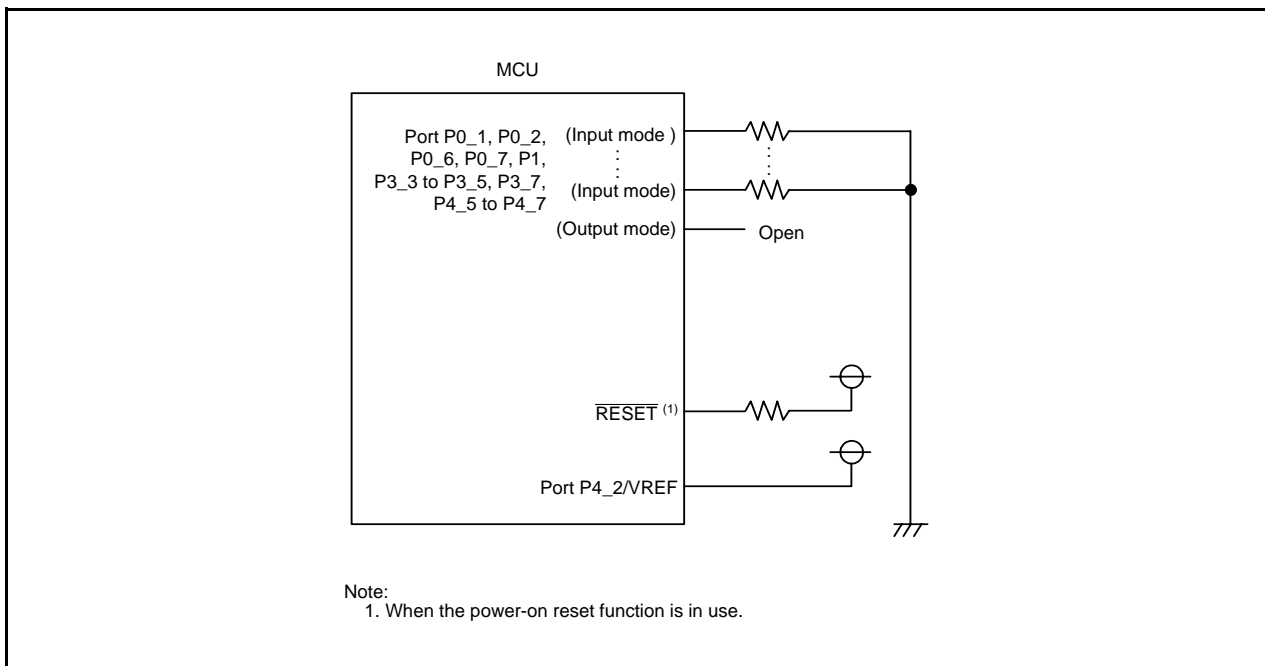 MCU
Port P0_1, P0_2,
P0_6, P0_7, P1,
P3_3 to P3_5, P3_7,
P4_5 to P4_7
(Input mode )
(Input mode)
(Output mode)
Open
RESET (1)
Port P4_2/VREF
Note:
1. When the power-on reset function is in use.